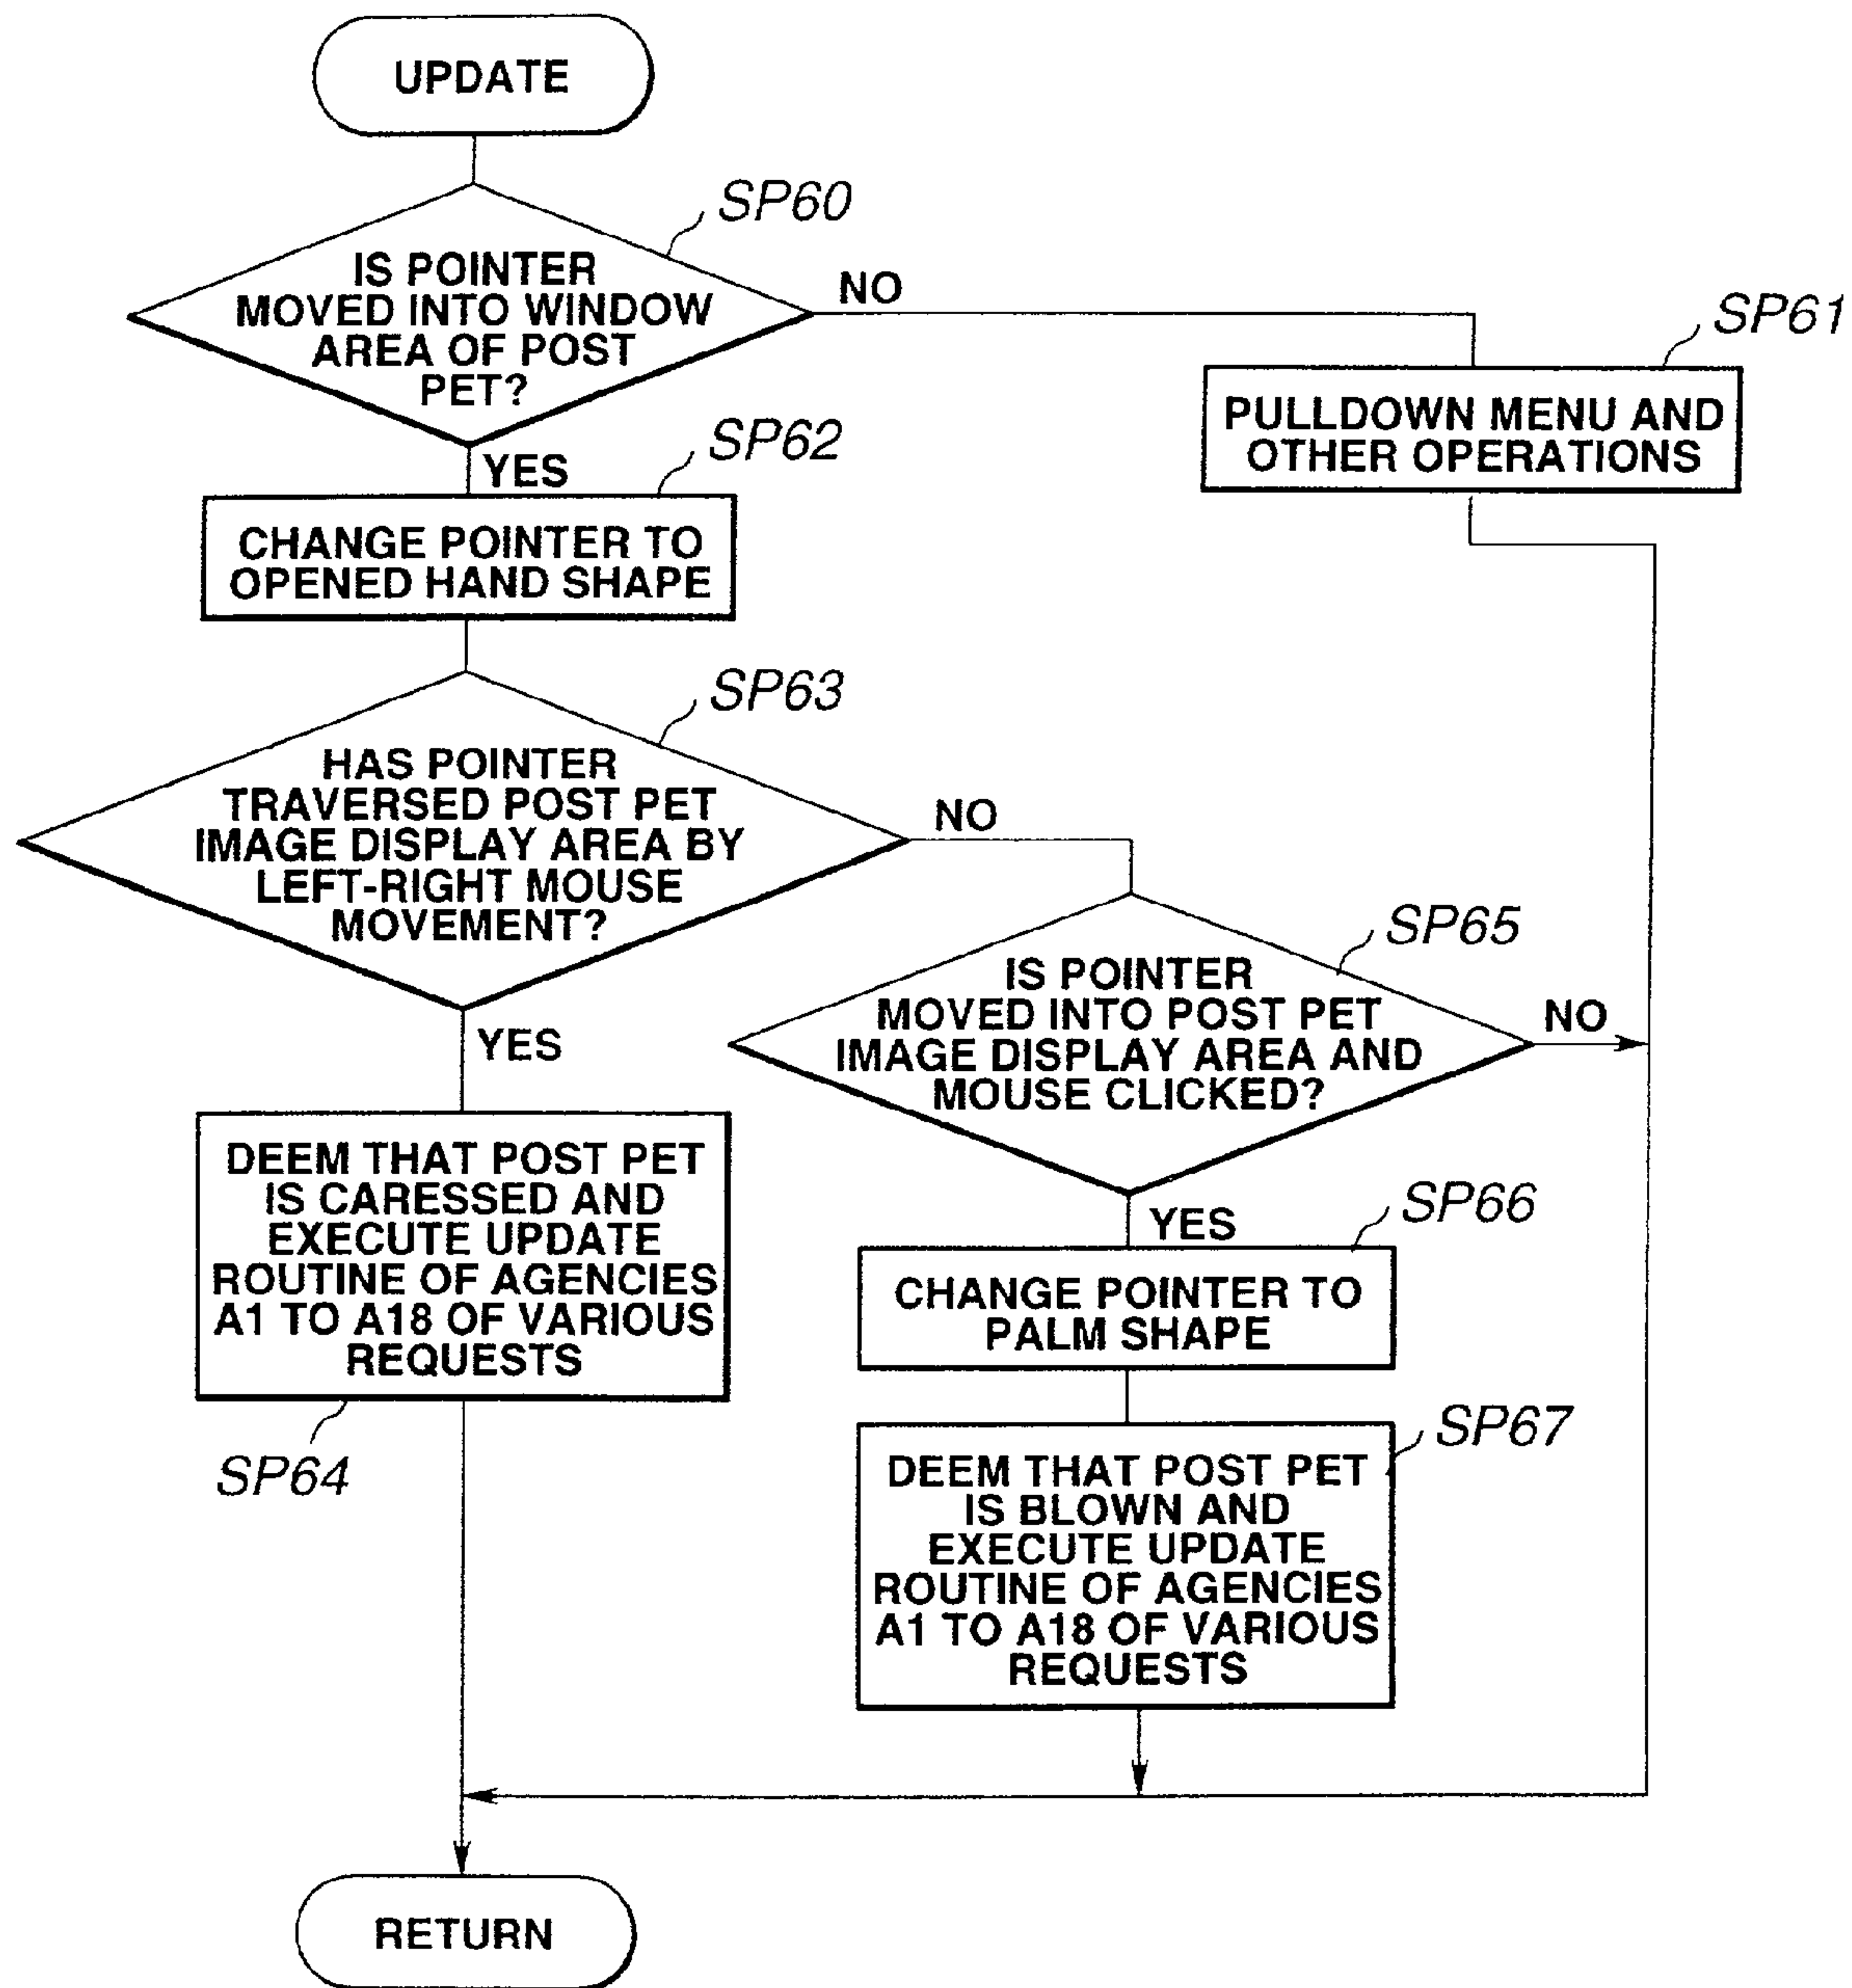 UPDATE
SP60
IS POINTER
MOVED INTO WINDOW
AREA OF POST
PET?
NO
SP61
PULLDOWN MENU AND
OTHER OPERATIONS
YES
SP62
CHANGE POINTER TO
OPENED HAND SHAPE
SP63
HAS POINTER
TRAVERSED POST PET
IMAGE DISPLAY AREA BY
LEFT-RIGHT MOUSE
MOVEMENT?
NO
SP65
IS POINTER
MOVED INTO POST PET
IMAGE DISPLAY AREA AND
MOUSE CLICKED?
NO
YES
DEEM THAT POST PET
IS CARESSED AND
EXECUTE UPDATE
ROUTINE OF AGENCIES
A1 TO A18 OF VARIOUS
REQUESTS
SP64
YES
SP66
CHANGE POINTER TO
PALM SHAPE
SP67
DEEM THAT POST PET
IS BLOWN AND
EXECUTE UPDATE
ROUTINE OF AGENCIES
A1 TO A18 OF VARIOUS
REQUESTS
RETURN